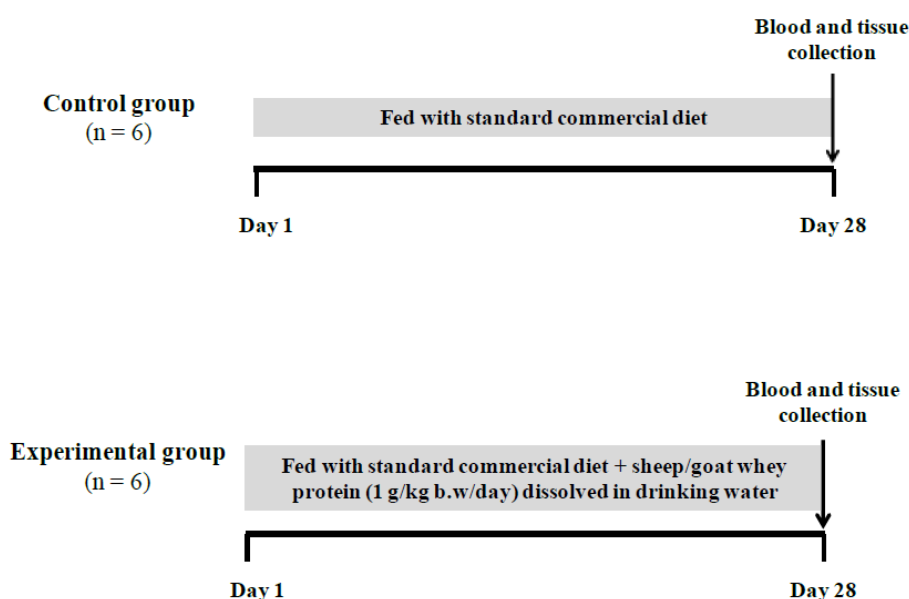 Blood and tissue
collection
Control group
(n = 6)
Fed with standard commercial diet
Day 1
Day 28
Blood and tissue
collection
Experimental group
(n = 6)
Fed with standard commercial diet + sheep/goat whey
protein (1 g/kg b.w/day) dissolved in drinking water
Day 1
Day 28